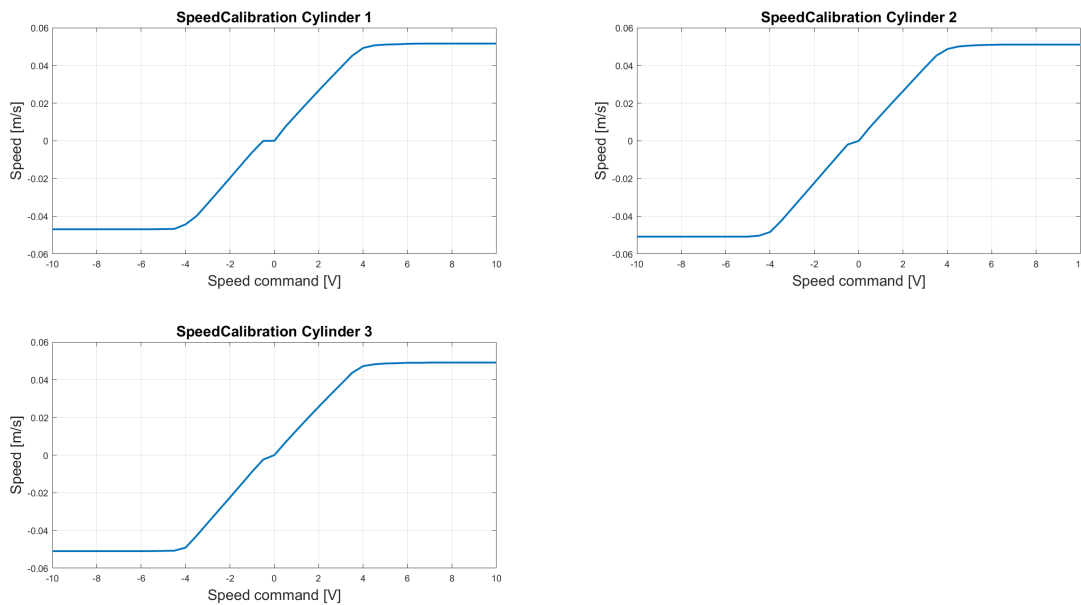 SpeedCalibration Cylinder 1
0.06
0.04
0.02
0
-0.02
-0.04
-0.06
Speed [m/s]
-10 -8 -6 -4 -2 0 2 4 6 8 10
Speed command [V]
SpeedCalibration Cylinder 2
0.06
0.04
0.02
0
-0.02
-0.04
-0.06
Speed [m/s]
-10 -8 -6 -4 -2 0 2 4 6 8 10
Speed command [V]
SpeedCalibration Cylinder 3
0.06
0.04
0.02
0
-0.02
-0.04
-0.06
Speed [m/s]
-10 -8 -6 -4 -2 0 2 4 6 8 10
Speed command [V]